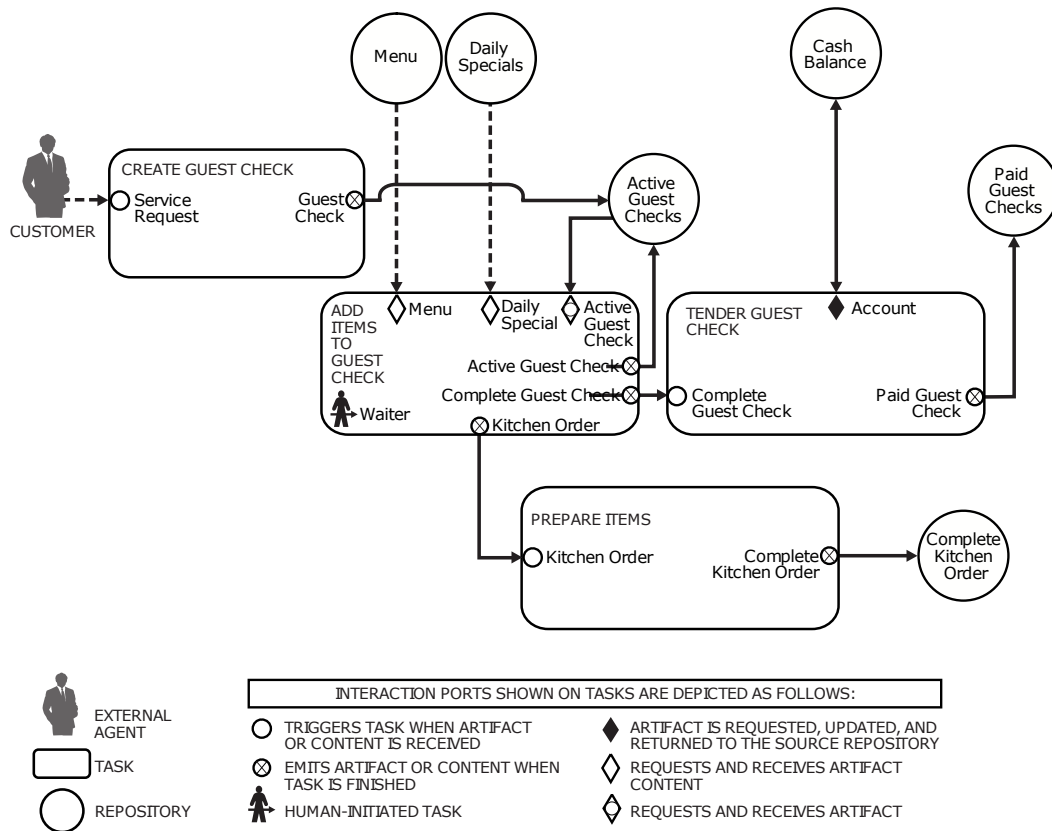 Menu
Daily
Specials
Cash
Balance
CUSTOMER
CREATE GUEST CHECK
Service
Request
Guest
Check
Active
Guest
Checks
Paid
Guest
Checks
ADD
ITEMS
TO
GUEST
CHECK
Menu
Daily
Special
Active
Guest
Check
Active Guest Check
Complete Guest Check
Waiter
Kitchen Order
TENDER GUEST
CHECK
Account
Complete
Guest Check
Paid Guest
Check
PREPARE ITEMS
Kitchen Order
Complete
Kitchen Order
Complete
Kitchen
Order
EXTERNAL
AGENT
TASK
REPOSITORY
INTERACTION PORTS SHOWN ON TASKS ARE DEPICTED AS FOLLOWS:
TRIGGERS TASK WHEN ARTIFACT
OR CONTENT IS RECEIVED
EMITS ARTIFACT OR CONTENT WHEN
TASK IS FINISHED
HUMAN-INITIATED TASK
ARTIFACT IS REQUESTED, UPDATED, AND
RETURNED TO THE SOURCE REPOSITORY
REQUESTS AND RECEIVES ARTIFACT
CONTENT
REQUESTS AND RECEIVES ARTIFACT